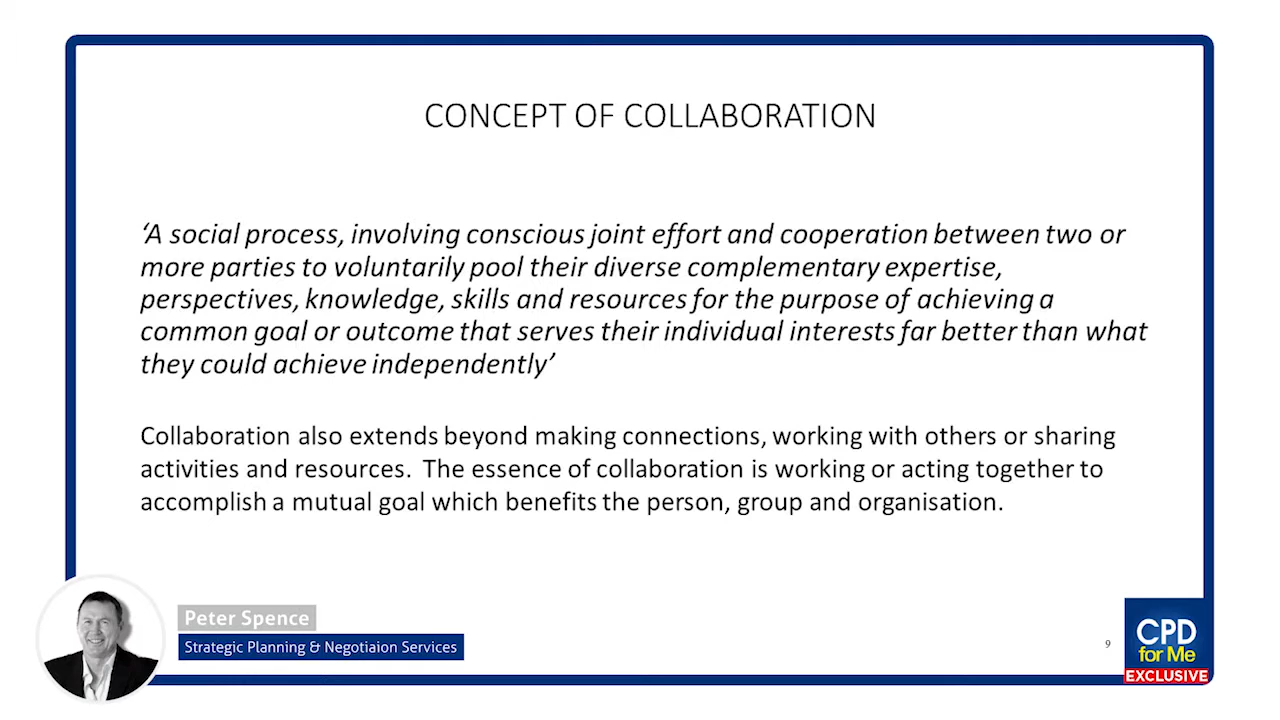 CONCEPT OF COLLABORATION
‘A social process, involving conscious joint effort and cooperation between two or
more parties to voluntarily pool their diverse complementary expertise,
perspectives, knowledge, skills and resources for the purpose of achieving a
common goal or outcome that serves their individual interests far better than what
they could achieve independently’
Collaboration also extends beyond making connections, working with others or sharing
activities and resources.  The essence of collaboration is working or acting together to
accomplish a mutual goal which benefits the person, group and organisation.
Peter Spence
Strategic Planning & Negotiaion Services
9
CPD
for Me
EXCLUSIVE